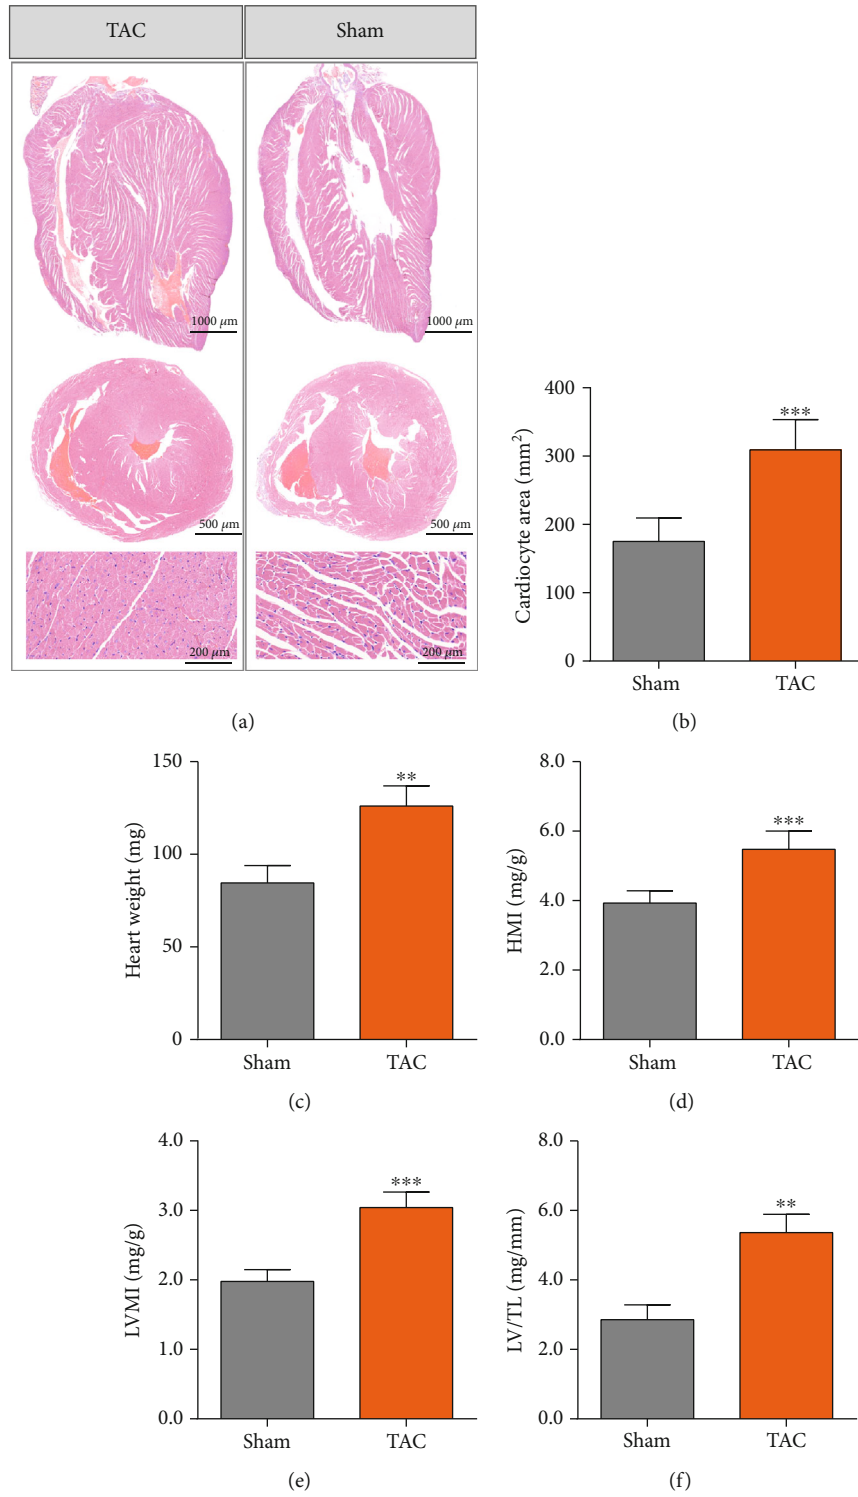 TAC Sham
1000 μm 1000 μm
500 μm 500 μm
200 μm 200 μm
(a)
Cardiocyte area (mm²)
400
300
200
100
0
Sham TAC
***
(b)
Heart weight (mg)
150
100
50
0
Sham TAC
**
(c)
HMI (mg/g)
8.0
6.0
4.0
2.0
0.0
Sham TAC
***
(d)
LVMI (mg/g)
4.0
3.0
2.0
1.0
0.0
Sham TAC
***
(e)
LV/TL (mg/mm)
8.0
6.0
4.0
2.0
0.0
Sham TAC
**
(f)